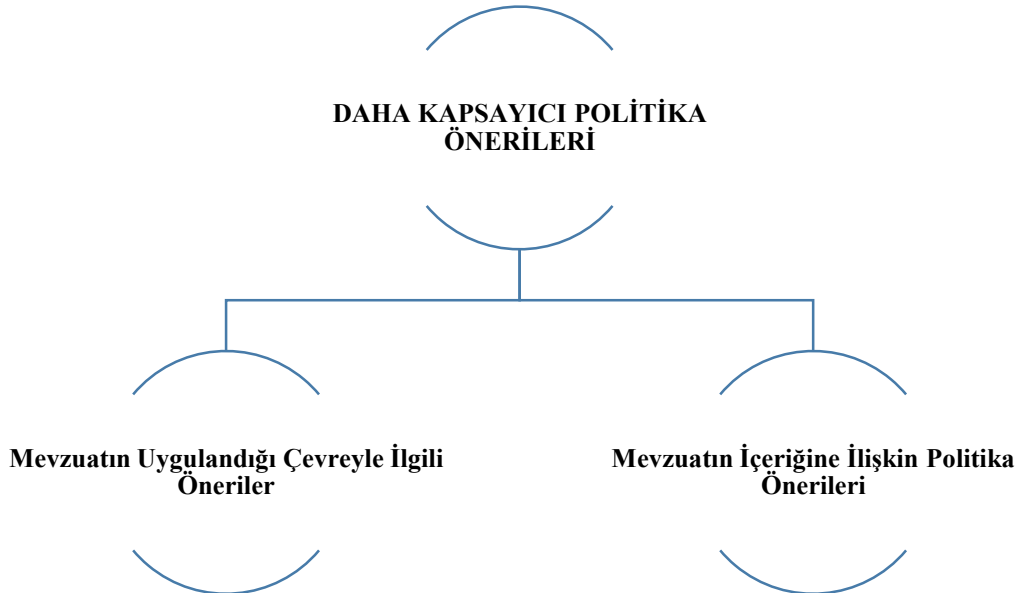 DAHA KAPSAYICI POLİTİKA
ÖNERİLERİ
Mevzuatın Uygulandığı Çevreyle İlgili
Öneriler
Mevzuatın İçeriğine İlişkin Politika
Önerileri